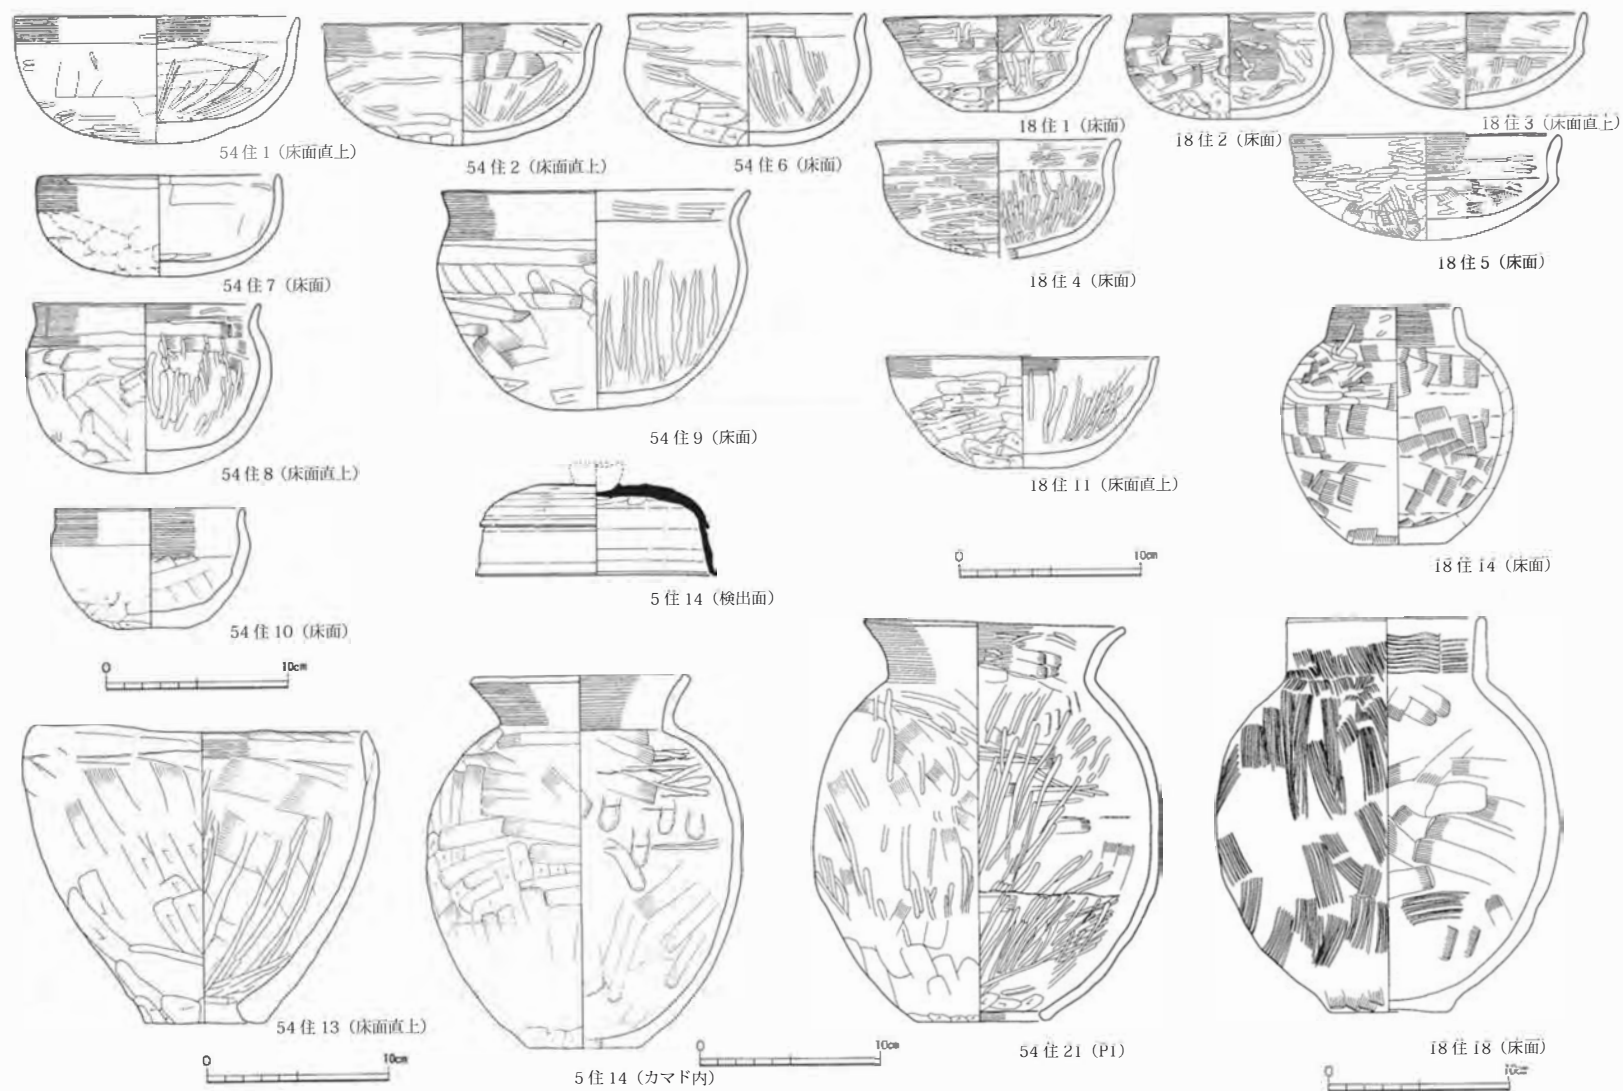 54住1（床面直上）
54住2（床面直上）
54住6（床面）
18住1（床面）
18住2（床面）
18住3（床面直上）
54住7（床面）
18住4（床面）
18住5（床面）
54住8（床面直上）
54住9（床面）
18住11（床面直上）
18住14（床面）
54住10（床面）
5住14（検出面）
0 10cm
0 10cm
54住13（床面直上）
5住14（カマド内）
54住21（P1）
18住18（床面）
0 10cm
0 10cm
0 10cm